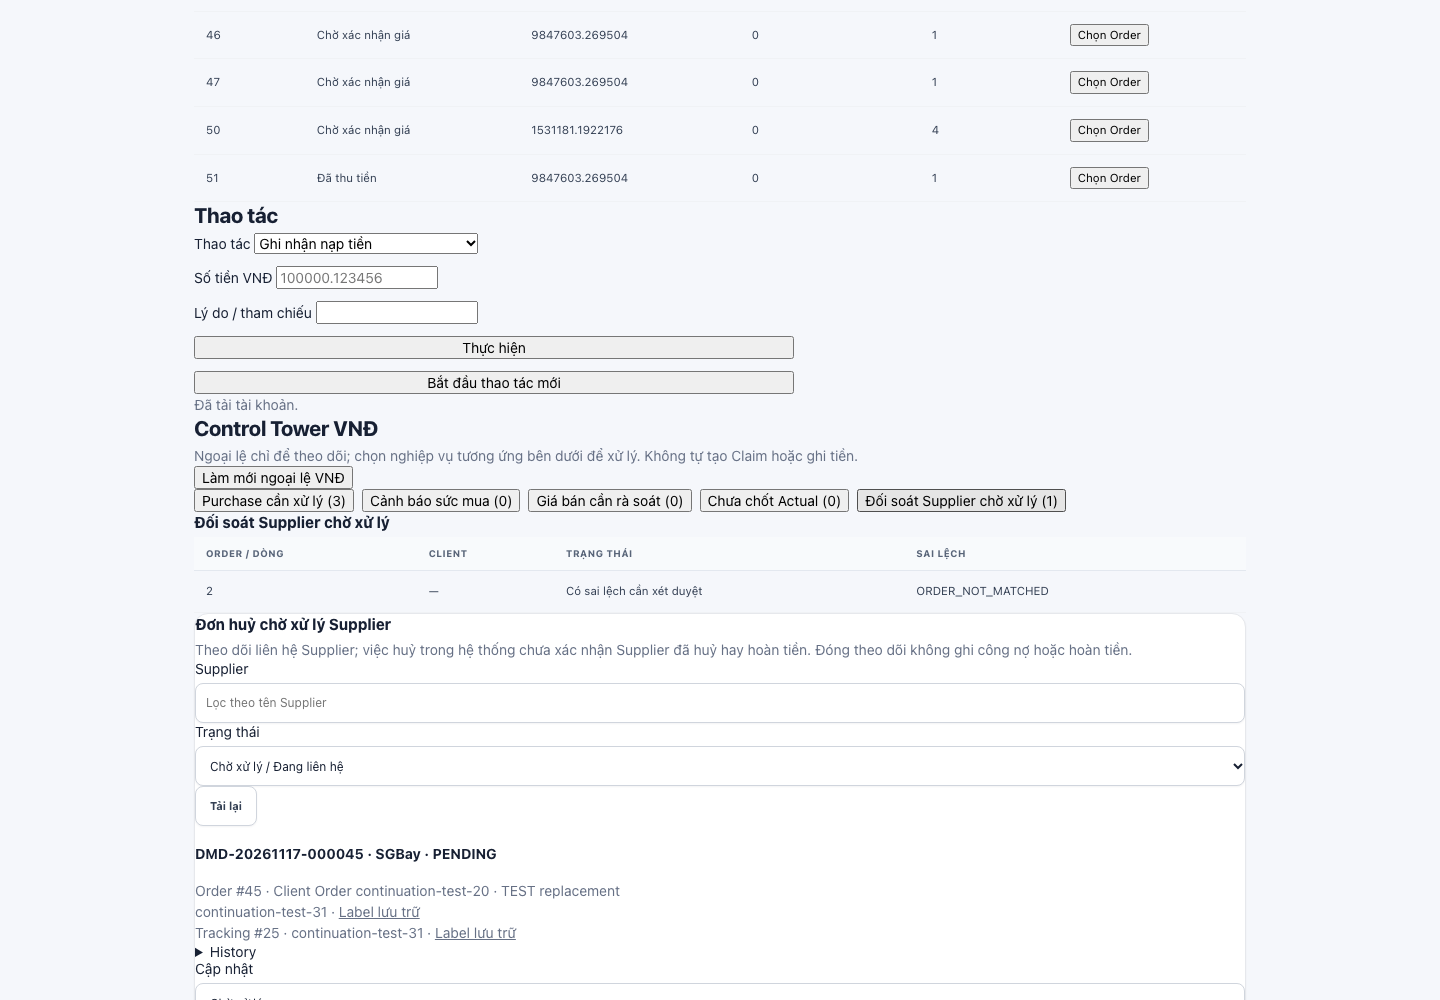 46 Chờ xác nhận giá 9847603.269504 0 1 Chọn Order
47 Chờ xác nhận giá 9847603.269504 0 1 Chọn Order
50 Chờ xác nhận giá 1531181.1922176 0 4 Chọn Order
51 Đã thu tiền 9847603.269504 0 1 Chọn Order
Thao tác
Thao tác Ghi nhận nạp tiền
Số tiền VNĐ 100000.123456
Lý do / tham chiếu
Thực hiện
Bắt đầu thao tác mới
Đã tải tài khoản.
Control Tower VNĐ
Ngoại lệ chỉ để theo dõi; chọn nghiệp vụ tương ứng bên dưới để xử lý. Không tự tạo Claim hoặc ghi tiền.
Làm mới ngoại lệ VNĐ
Purchase cần xử lý (3) Cảnh báo sức mua (0) Giá bán cần rà soát (0) Chưa chốt Actual (0) Đối soát Supplier chờ xử lý (1)
Đối soát Supplier chờ xử lý
ORDER / DÒNG CLIENT TRẠNG THÁI SAI LỆCH
2 — Có sai lệch cần xét duyệt ORDER_NOT_MATCHED
Đơn huỷ chờ xử lý Supplier
Theo dõi liên hệ Supplier; việc huỷ trong hệ thống chưa xác nhận Supplier đã huỷ hay hoàn tiền. Đóng theo dõi không ghi công nợ hoặc hoàn tiền.
Supplier
Lọc theo tên Supplier
Trạng thái
Chờ xử lý / Đang liên hệ
Tải lại
DMD-20261117-000045 · SGBay · PENDING
Order #45 · Client Order continuation-test-20 · TEST replacement
continuation-test-31 · Label lưu trữ
Tracking #25 · continuation-test-31 · Label lưu trữ
▶ History
Cập nhật